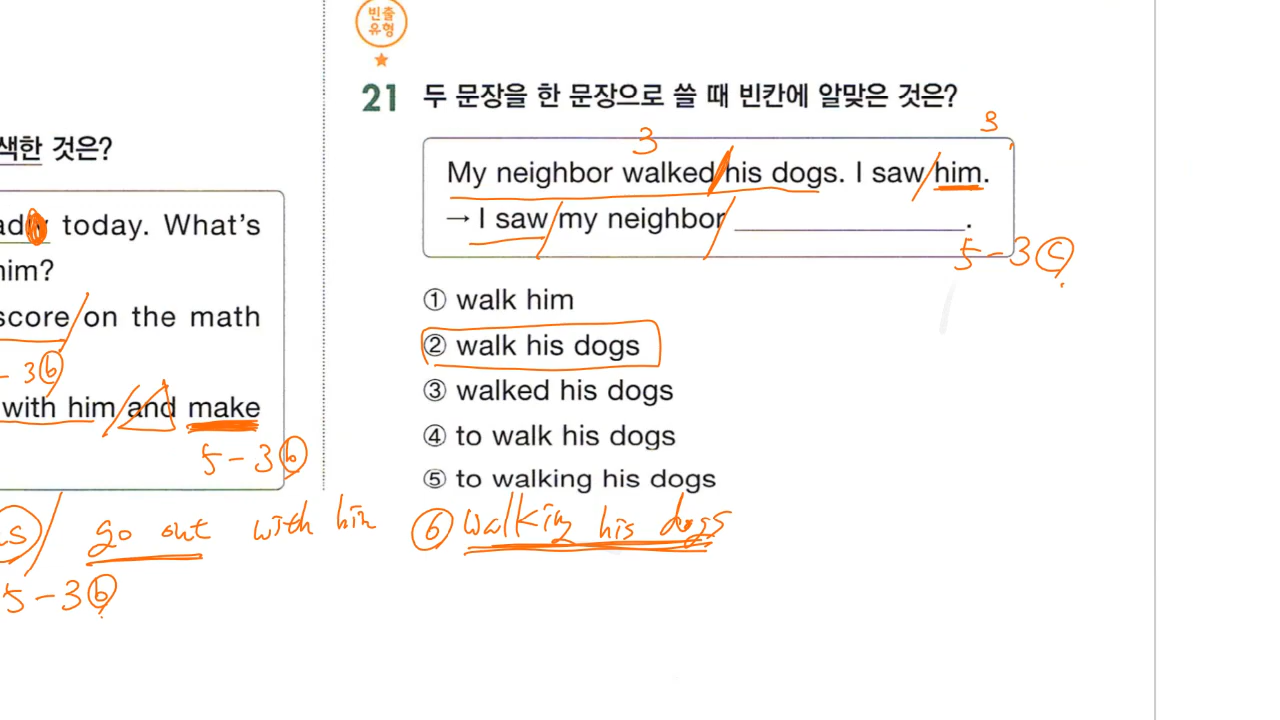 색한 것은?
ad today. What's
him?
score on the math
- 3ⓑ
with him and make
5-3ⓑ
go out with him
5-3ⓑ
빈출
유형
21 두 문장을 한 문장으로 쓸 때 빈칸에 알맞은 것은?
3
3
My neighbor walked his dogs. I saw him.
→ I saw my neighbor ______________.
5-3ⓒ
① walk him
② walk his dogs
③ walked his dogs
④ to walk his dogs
⑤ to walking his dogs
⑥ walking his dogs